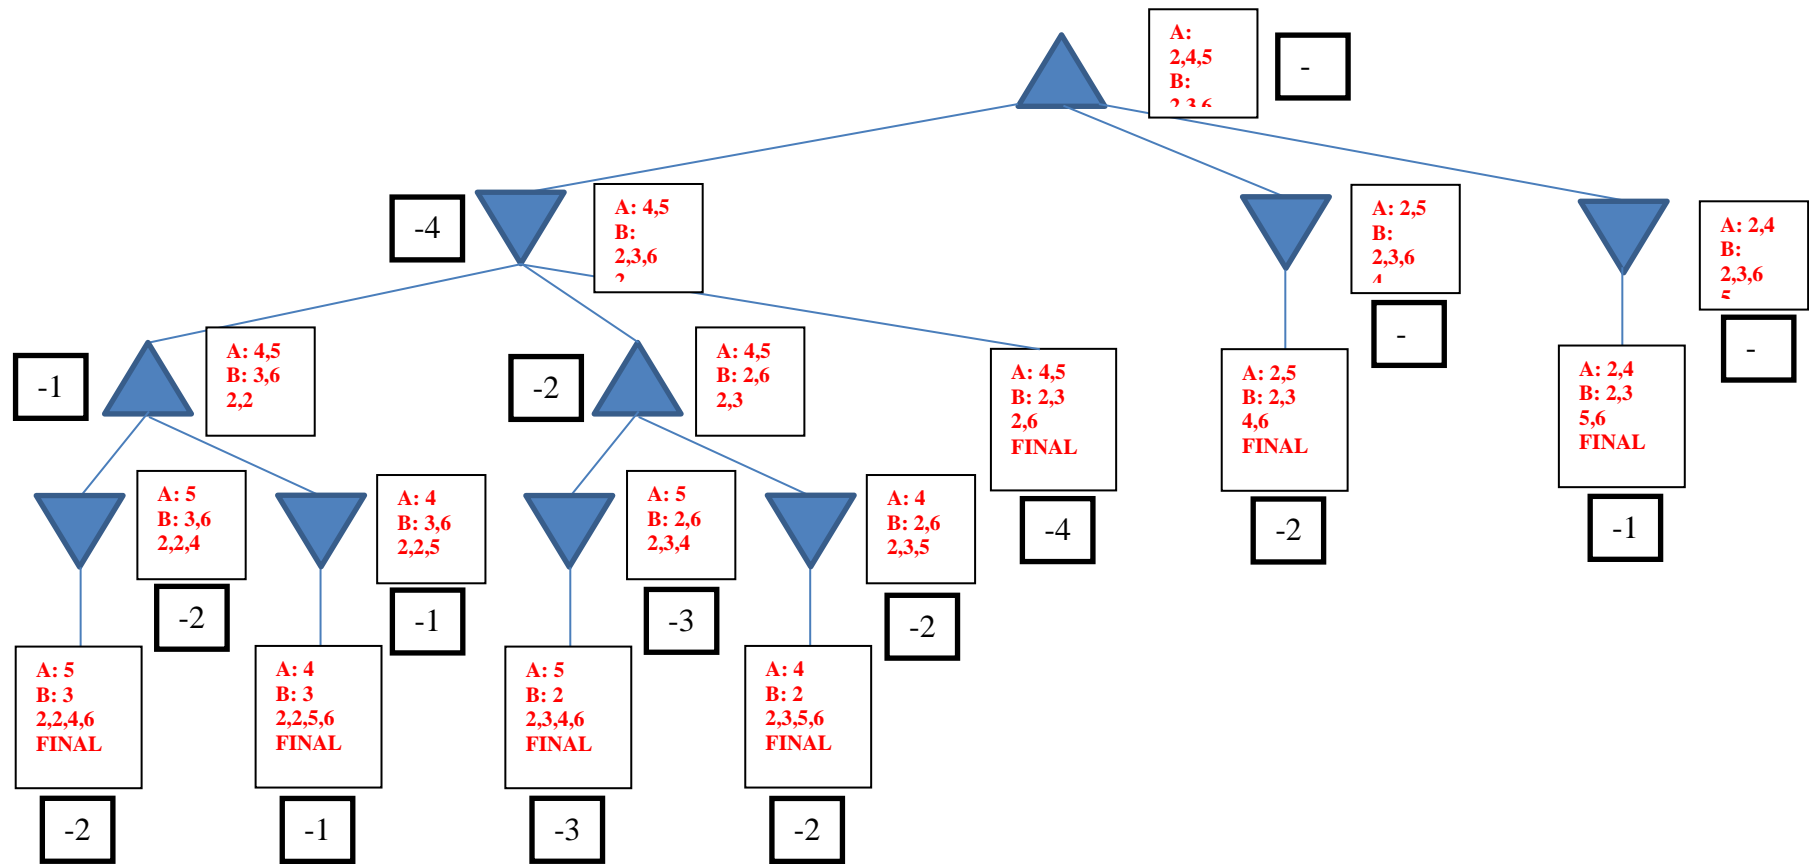 A:
2,4,5
B:
2,3,6
-
-4
A: 4,5
B:
2,3,6
2
A: 2,5
B:
2,3,6
4
-
A: 2,4
B:
2,3,6
5
-
-1
A: 4,5
B: 3,6
2,2
-2
A: 4,5
B: 2,6
2,3
A: 4,5
B: 2,3
2,6
FINAL
-4
A: 2,5
B: 2,3
4,6
FINAL
-2
A: 2,4
B: 2,3
5,6
FINAL
-1
A: 5
B: 3,6
2,2,4
-2
A: 4
B: 3,6
2,2,5
-1
A: 5
B: 2,6
2,3,4
-3
A: 4
B: 2,6
2,3,5
-2
A: 5
B: 3
2,2,4,6
FINAL
-2
A: 4
B: 3
2,2,5,6
FINAL
-1
A: 5
B: 2
2,3,4,6
FINAL
-3
A: 4
B: 2
2,3,5,6
FINAL
-2